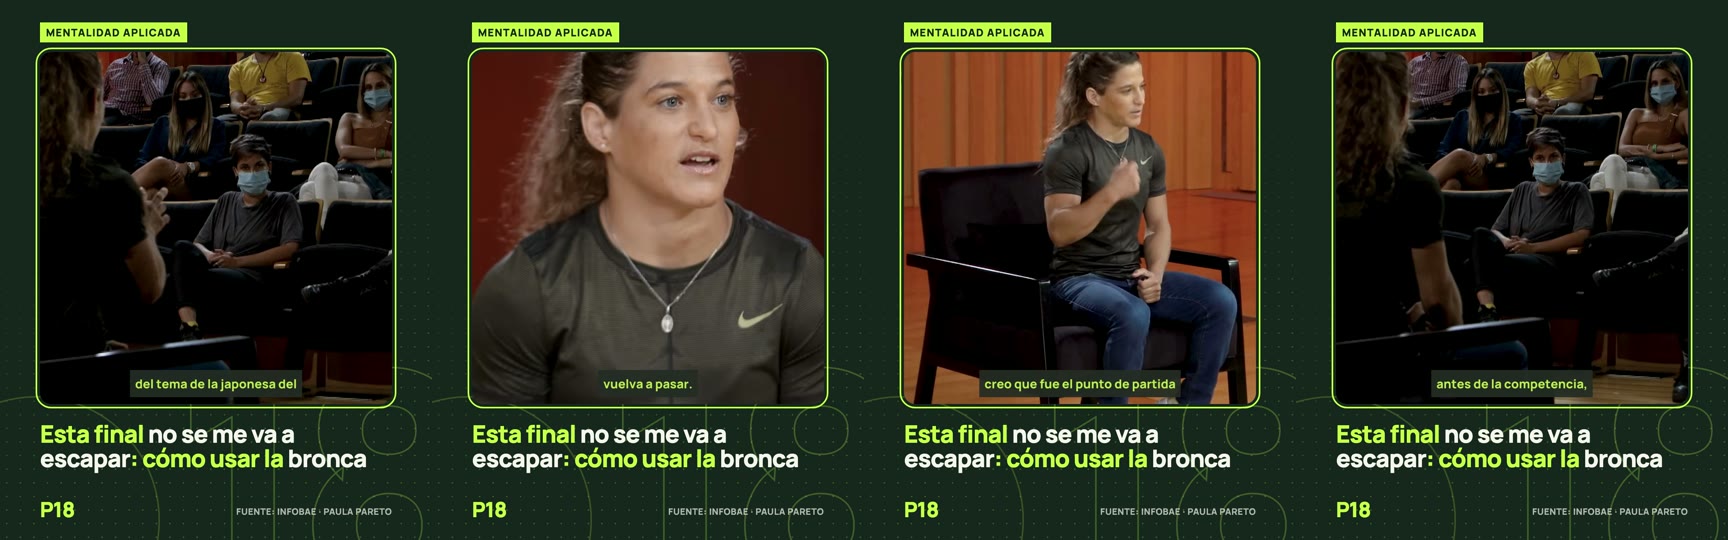 MENTALIDAD APLICADA
del tema de la japonesa del
Esta final no se me va a
escapar: cómo usar la bronca
P18
FUENTE: INFOBAE · PAULA PARETO
MENTALIDAD APLICADA
vuelva a pasar.
Esta final no se me va a
escapar: cómo usar la bronca
P18
FUENTE: INFOBAE · PAULA PARETO
MENTALIDAD APLICADA
creo que fue el punto de partida
Esta final no se me va a
escapar: cómo usar la bronca
P18
FUENTE: INFOBAE · PAULA PARETO
MENTALIDAD APLICADA
antes de la competencia,
Esta final no se me va a
escapar: cómo usar la bronca
P18
FUENTE: INFOBAE · PAULA PARETO